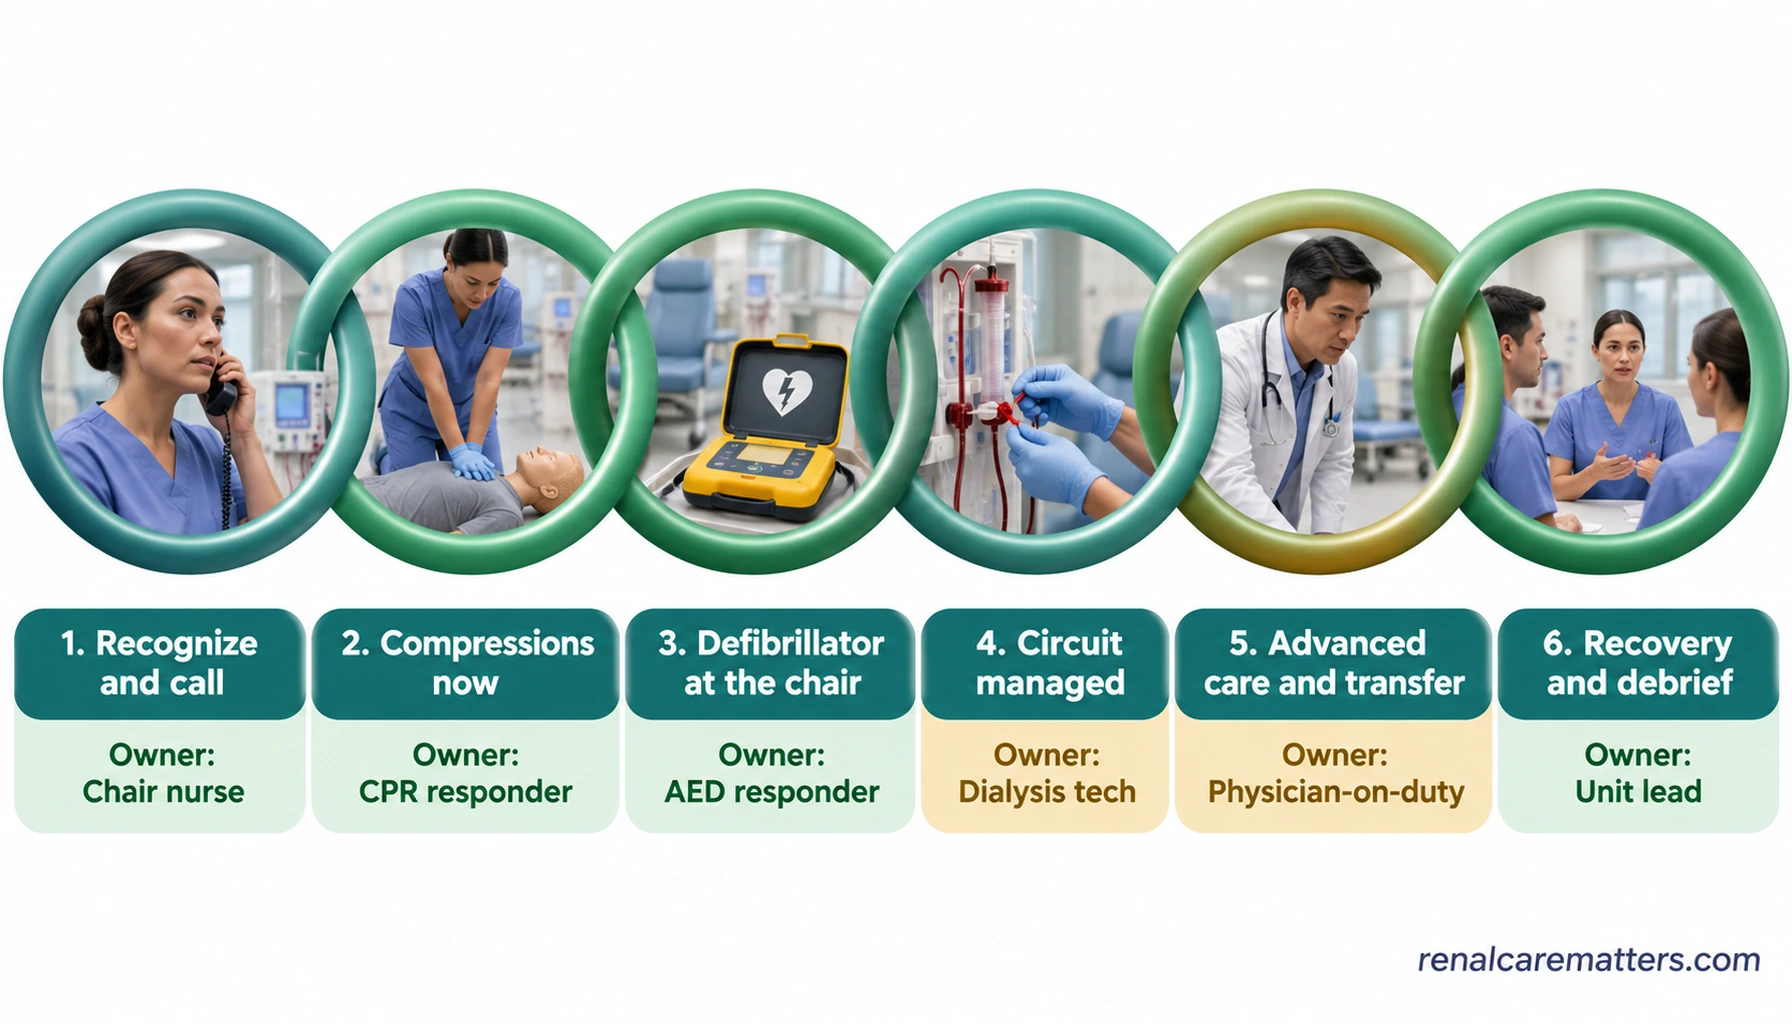 1. Recognize
and call
Owner:
Chair nurse
2. Compressions
now
Owner:
CPR responder
3. Defibrillator
at the chair
Owner:
AED responder
4. Circuit
managed
Owner:
Dialysis tech
5. Advanced
care and transfer
Owner:
Physician-on-duty
6. Recovery
and debrief
Owner:
Unit lead
renalcarematters.com